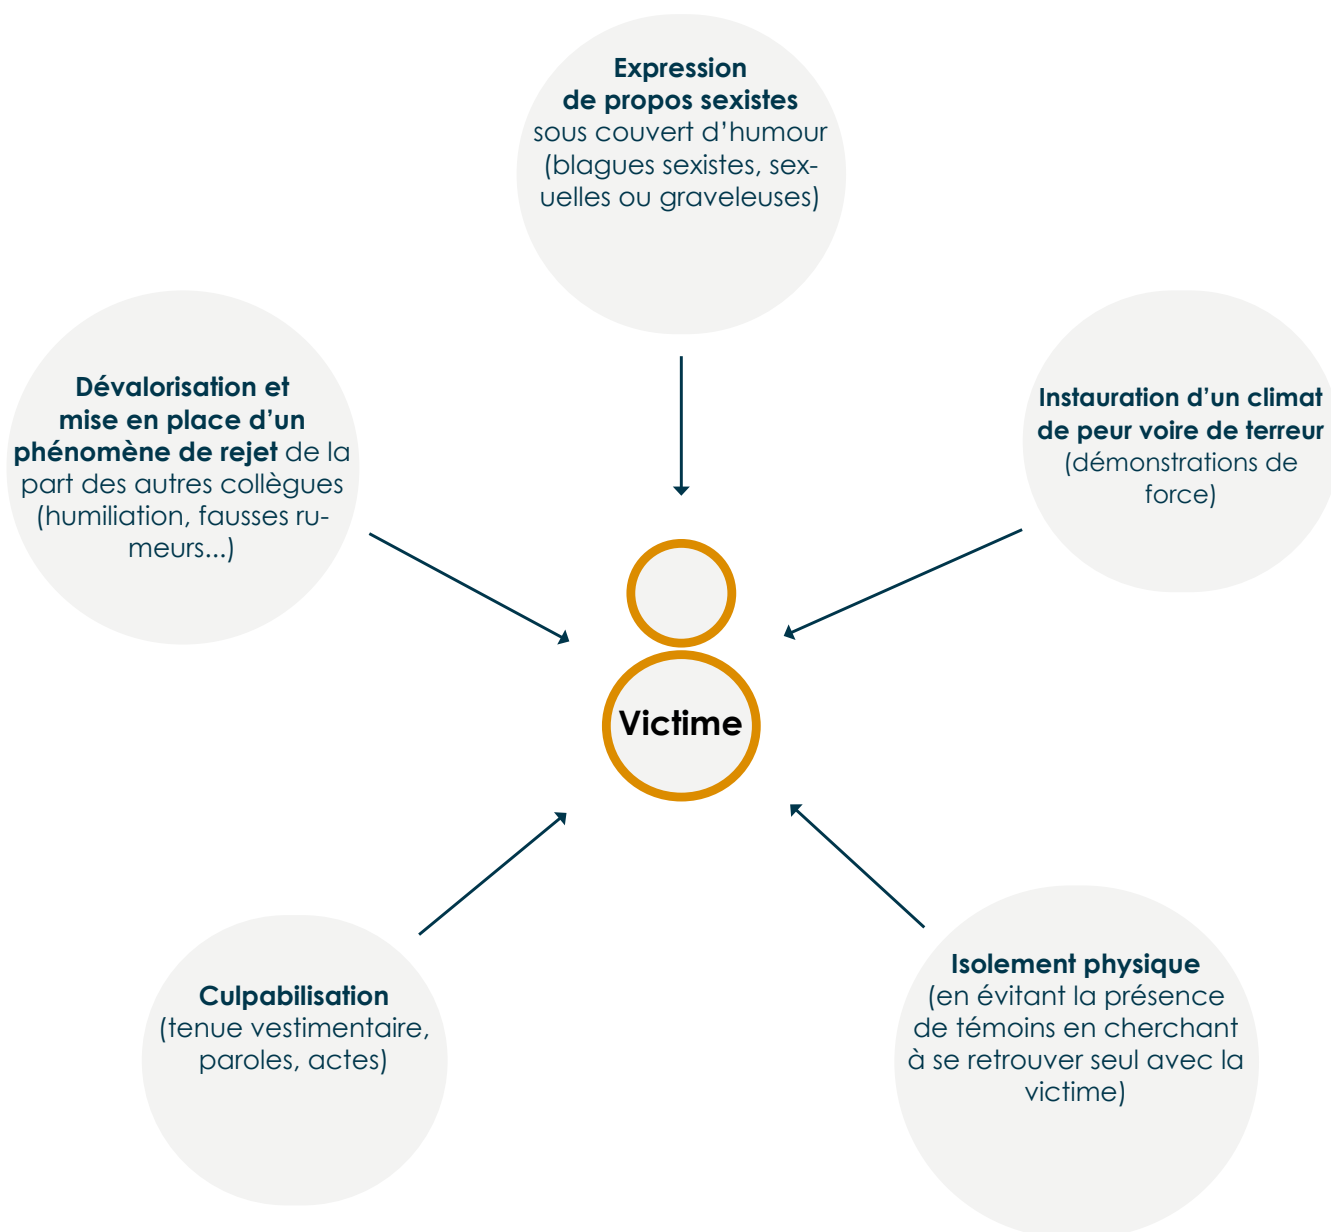 Expression
de propos sexistes
sous couvert d’humour
(blagues sexistes, sex-
uelles ou graveleuses)
Dévalorisation et
mise en place d’un
phénomène de rejet de la
part des autres collègues
(humiliation, fausses ru-
meurs...)
Instauration d’un climat
de peur voire de terreur
(démonstrations de
force)
Victime
Culpabilisation
(tenue vestimentaire,
paroles, actes)
Isolement physique
(en évitant la présence
de témoins en cherchant
à se retrouver seul avec la
victime)